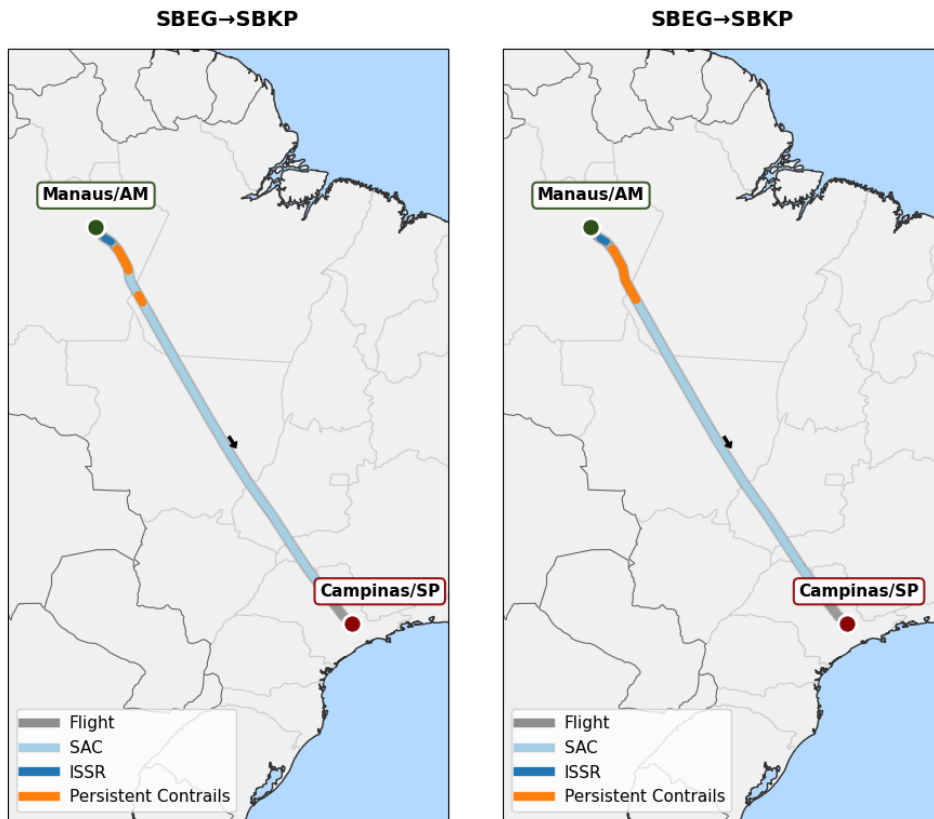 SBEG→SBKP
Manaus/AM
Campinas/SP
Flight
SAC
ISSR
Persistent Contrails
SBEG→SBKP
Manaus/AM
Campinas/SP
Flight
SAC
ISSR
Persistent Contrails